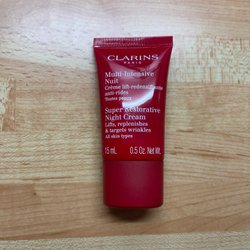 CLARINS
PARIS
Multi-Intensive
Nuit
Crème lift-redensifiante
anti-rides
Toutes peaux
Super Restorative
Night Cream
Lifts, replenishes
& targets wrinkles
All skin types
15 mL 0.5 Oz. Net Wt.